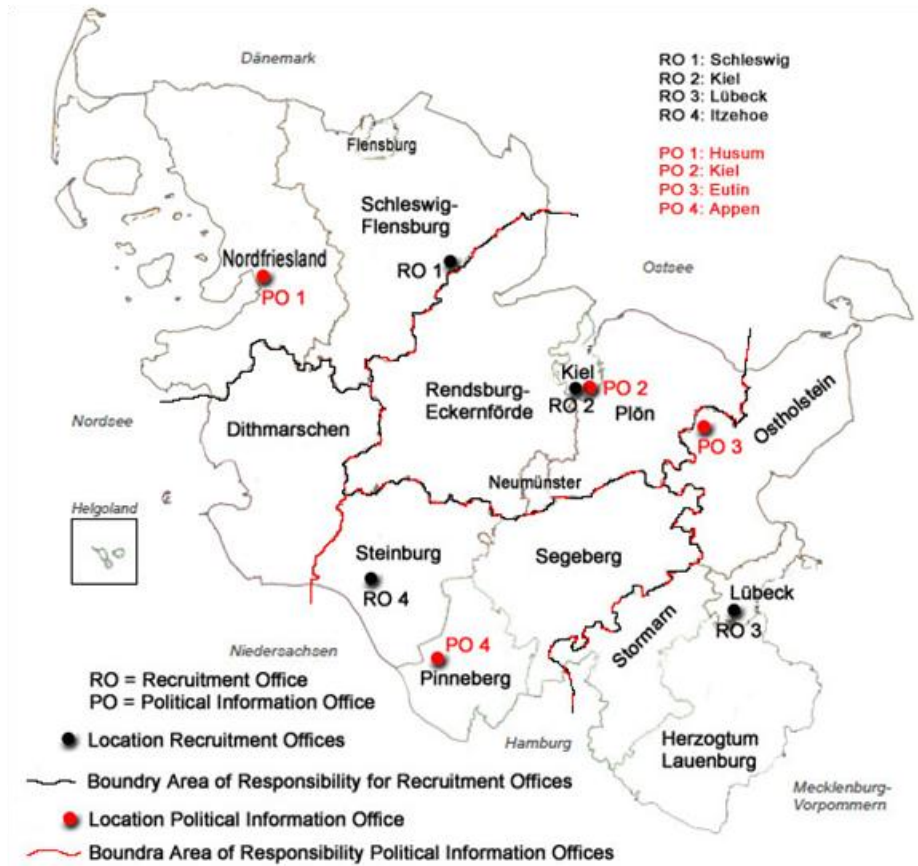 Dänemark
RO 1: Schleswig
RO 2: Kiel
RO 3: Lübeck
RO 4: Itzehoe
PO 1: Husum
PO 2: Kiel
PO 3: Eutin
PO 4: Appen
Flensburg
Schleswig-
Flensburg
Nordfriesland
RO 1
PO 1
Ostsee
Kiel
PO 2
RO 2
Plön
Rendsburg-
Eckernförde
Ostholstein
Nordsee
Dithmarschen
PO 3
Neumünster
Helgoland
Steinburg
Segeberg
RO 4
Lübeck
RO 3
Stormarn
PO 4
Pinneberg
Niedersachsen
RO = Recruitment Office
PO = Political Information Office
Location Recruitment Offices
Hamburg
Herzogtum
Lauenburg
Boundry Area of Responsibility for Recruitment Offices
Mecklenburg-
Vorpommern
Location Political Information Office
Boundra Area of Responsibility Political Information Offices